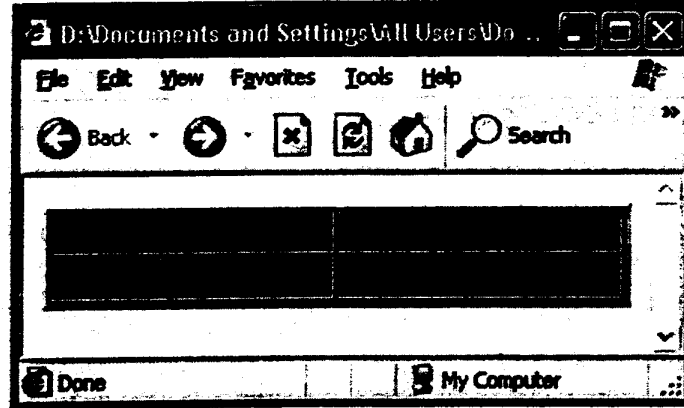 D:\Documents and Settings\All Users\Do ...
File Edit View Favorites Tools Help
Back Search »
Done My Computer